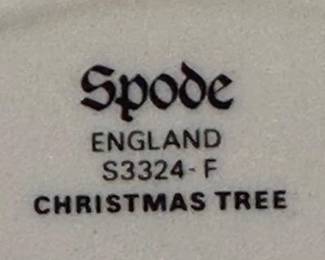 Spode
ENGLAND
S3324-F
CHRISTMAS TREE